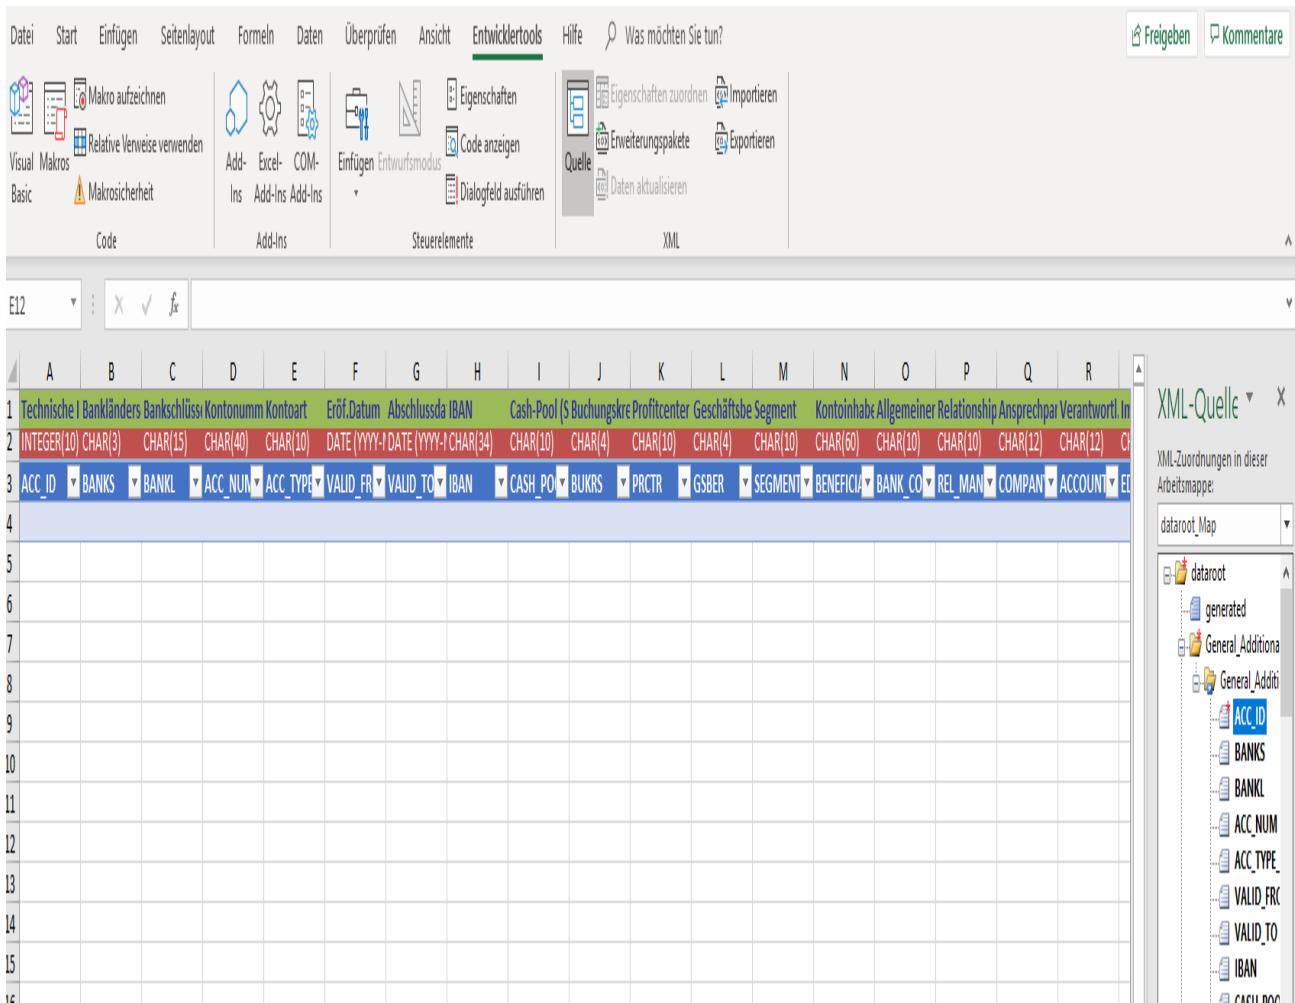 Datei Start Einfügen Seitenlayout Formeln Daten Überprüfen Ansicht Entwicklertools Hilfe Was möchten Sie tun? Freigeben Kommentare
Visual Basic
Makros
Makro aufzeichnen
Relative Verweise verwenden
Makrosicherheit
Code
Add-Ins
Excel-Add-Ins
COM-Add-Ins
Add-Ins
Einfügen
Entwurfsmodus
Eigenschaften
Code anzeigen
Dialogfeld ausführen
Steuerelemente
Quelle
Eigenschaften zuordnen
Erweiterungspakete
Daten aktualisieren
Importieren
Exportieren
XML
E12 fx
A B C D E F G H I J K L M N O P Q R
1 Technische I Bankländers Bankschlüss Kontonumm Kontoart Eröf.Datum Abschlussda IBAN Cash-Pool (S Buchungskre Profitcenter Geschäftsbe Segment Kontoinhabe Allgemeiner Relationship Ansprechpar Verantwortl. In
2 INTEGER(10) CHAR(3) CHAR(15) CHAR(40) CHAR(10) DATE (YYYY-M DATE (YYYY-M CHAR(34) CHAR(10) CHAR(4) CHAR(10) CHAR(4) CHAR(10) CHAR(60) CHAR(10) CHAR(10) CHAR(12) CHAR(12) CH
3 ACC_ID BANKS BANKL ACC_NUM ACC_TYPE VALID_FR VALID_TO IBAN CASH_PO BUKRS PRCTR GSBER SEGMENT BENEFICIA BANK_CO REL_MAN COMPAN ACCOUNT ED
4
5
6
7
8
9
10
11
12
13
14
15
16
XML-Quelle
XML-Zuordnungen in dieser
Arbeitsmappe:
dataroot_Map
dataroot
generated
General_Additiona
General_Additi
ACC_ID
BANKS
BANKL
ACC_NUM
ACC_TYPE_
VALID_FRO
VALID_TO
IBAN
CASH_POO